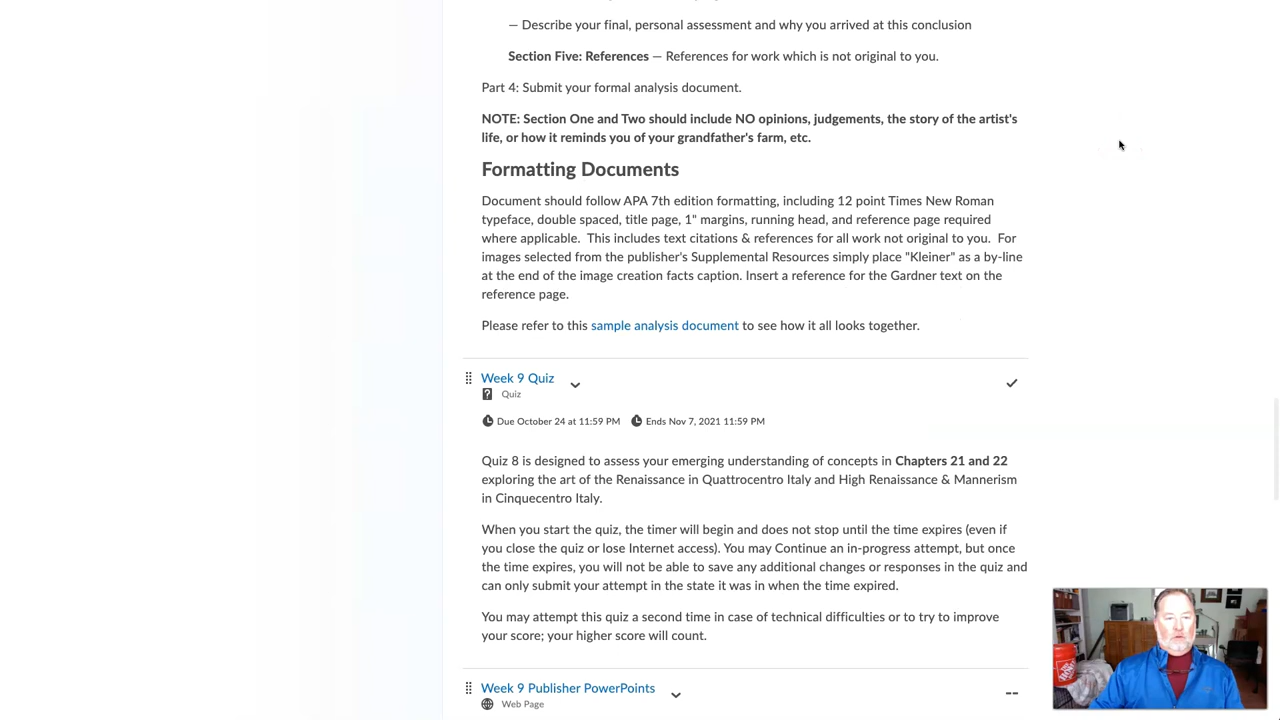 — Describe your final, personal assessment and why you arrived at this conclusion
Section Five: References — References for work which is not original to you.
Part 4: Submit your formal analysis document.
NOTE: Section One and Two should include NO opinions, judgements, the story of the artist's
life, or how it reminds you of your grandfather's farm, etc.
Formatting Documents
Document should follow APA 7th edition formatting, including 12 point Times New Roman
typeface, double spaced, title page, 1" margins, running head, and reference page required
where applicable.  This includes text citations & references for all work not original to you.  For
images selected from the publisher's Supplemental Resources simply place "Kleiner" as a by-line
at the end of the image creation facts caption. Insert a reference for the Gardner text on the
reference page.
Please refer to this sample analysis document to see how it all looks together.
Week 9 Quiz
Quiz
Due October 24 at 11:59 PM Ends Nov 7, 2021 11:59 PM
Quiz 8 is designed to assess your emerging understanding of concepts in Chapters 21 and 22
exploring the art of the Renaissance in Quattrocentro Italy and High Renaissance & Mannerism
in Cinquecentro Italy.
When you start the quiz, the timer will begin and does not stop until the time expires (even if
you close the quiz or lose Internet access). You may Continue an in-progress attempt, but once
the time expires, you will not be able to save any additional changes or responses in the quiz and
can only submit your attempt in the state it was in when the time expired.
You may attempt this quiz a second time in case of technical difficulties or to try to improve
your score; your higher score will count.
Week 9 Publisher PowerPoints
--
Web Page